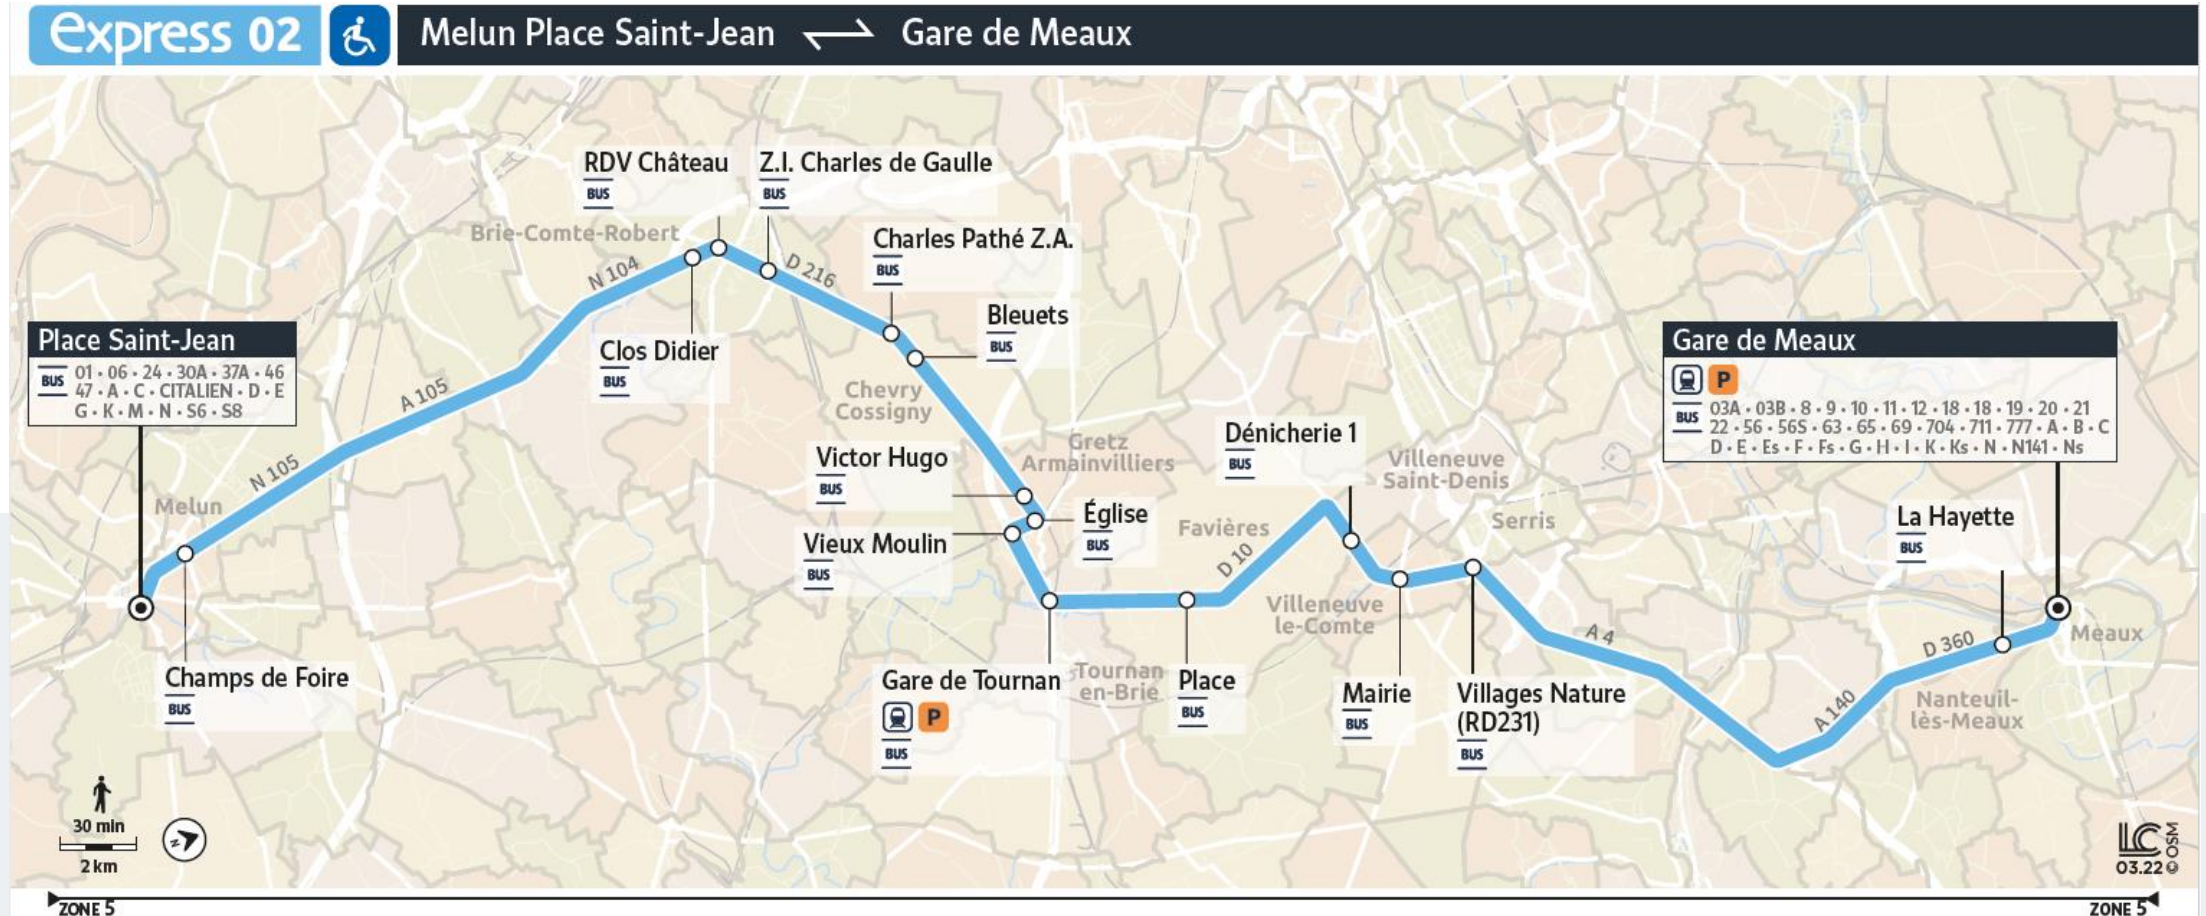 express 02
Melun Place Saint-Jean
Gare de Meaux
RDV Château
BUS
Z.I. Charles de Gaulle
BUS
Brie-Comte-Robert
N 104
D 216
Charles Pathé Z.A.
BUS
Bleuets
BUS
Clos Didier
BUS
Place Saint-Jean
BUS
01 • 06 • 24 • 30A • 37A • 46
47 • A • C • CITALIEN • D • E
G • K • M • N • S6 • S8
A 105
N 105
Melun
Chevry
Cossigny
Gretz
Armainvilliers
Victor Hugo
BUS
Vieux Moulin
BUS
Église
BUS
Favières
D 10
Dénicherie 1
BUS
Villeneuve
Saint-Denis
Serris
Gare de Meaux
P
BUS
03A • 03B • 8 • 9 • 10 • 11 • 12 • 18 • 18 • 19 • 20 • 21
22 • 56 • 56S • 63 • 65 • 69 • 704 • 711 • 777 • A • B • C
D • E • Es • F • Fs • G • H • I • K • Ks • N • N141 • Ns
La Hayette
BUS
Villeneuve
le-Comte
A 4
D 360
Meaux
Champs de Foire
BUS
Gare de Tournan
P
BUS
Tournan
en-Brie
Place
BUS
Mairie
BUS
Villages Nature
(RD231)
BUS
A 140
Nanteuil-
lès-Meaux
30 min
2 km
N
LC
03.22
© OSM
ZONE 5
ZONE 5